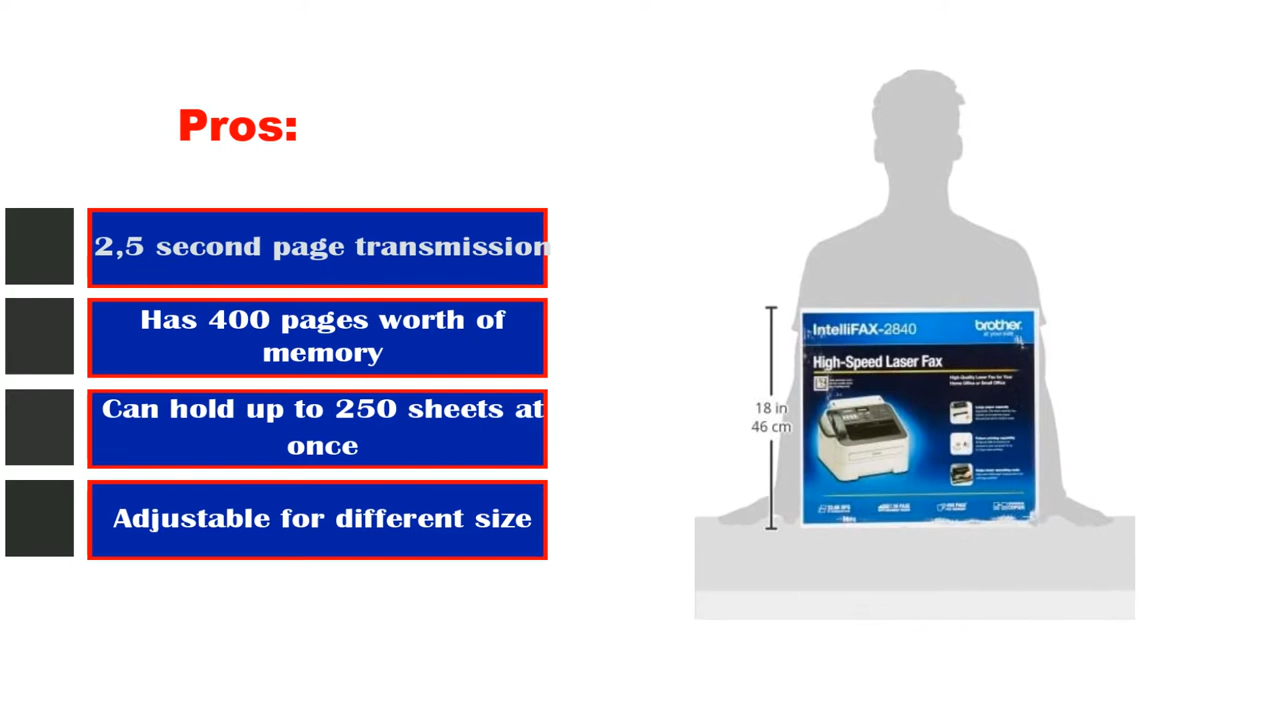 Pros:
2,5 second page transmission
Has 400 pages worth of
memory
Can hold up to 250 sheets at
once
Adjustable for different size
18 in
46 cm
IntelliFAX-2840
brother
at your side
High-Speed Laser Fax
High-Quality Laser Fax for Your
Home Office or Small Office